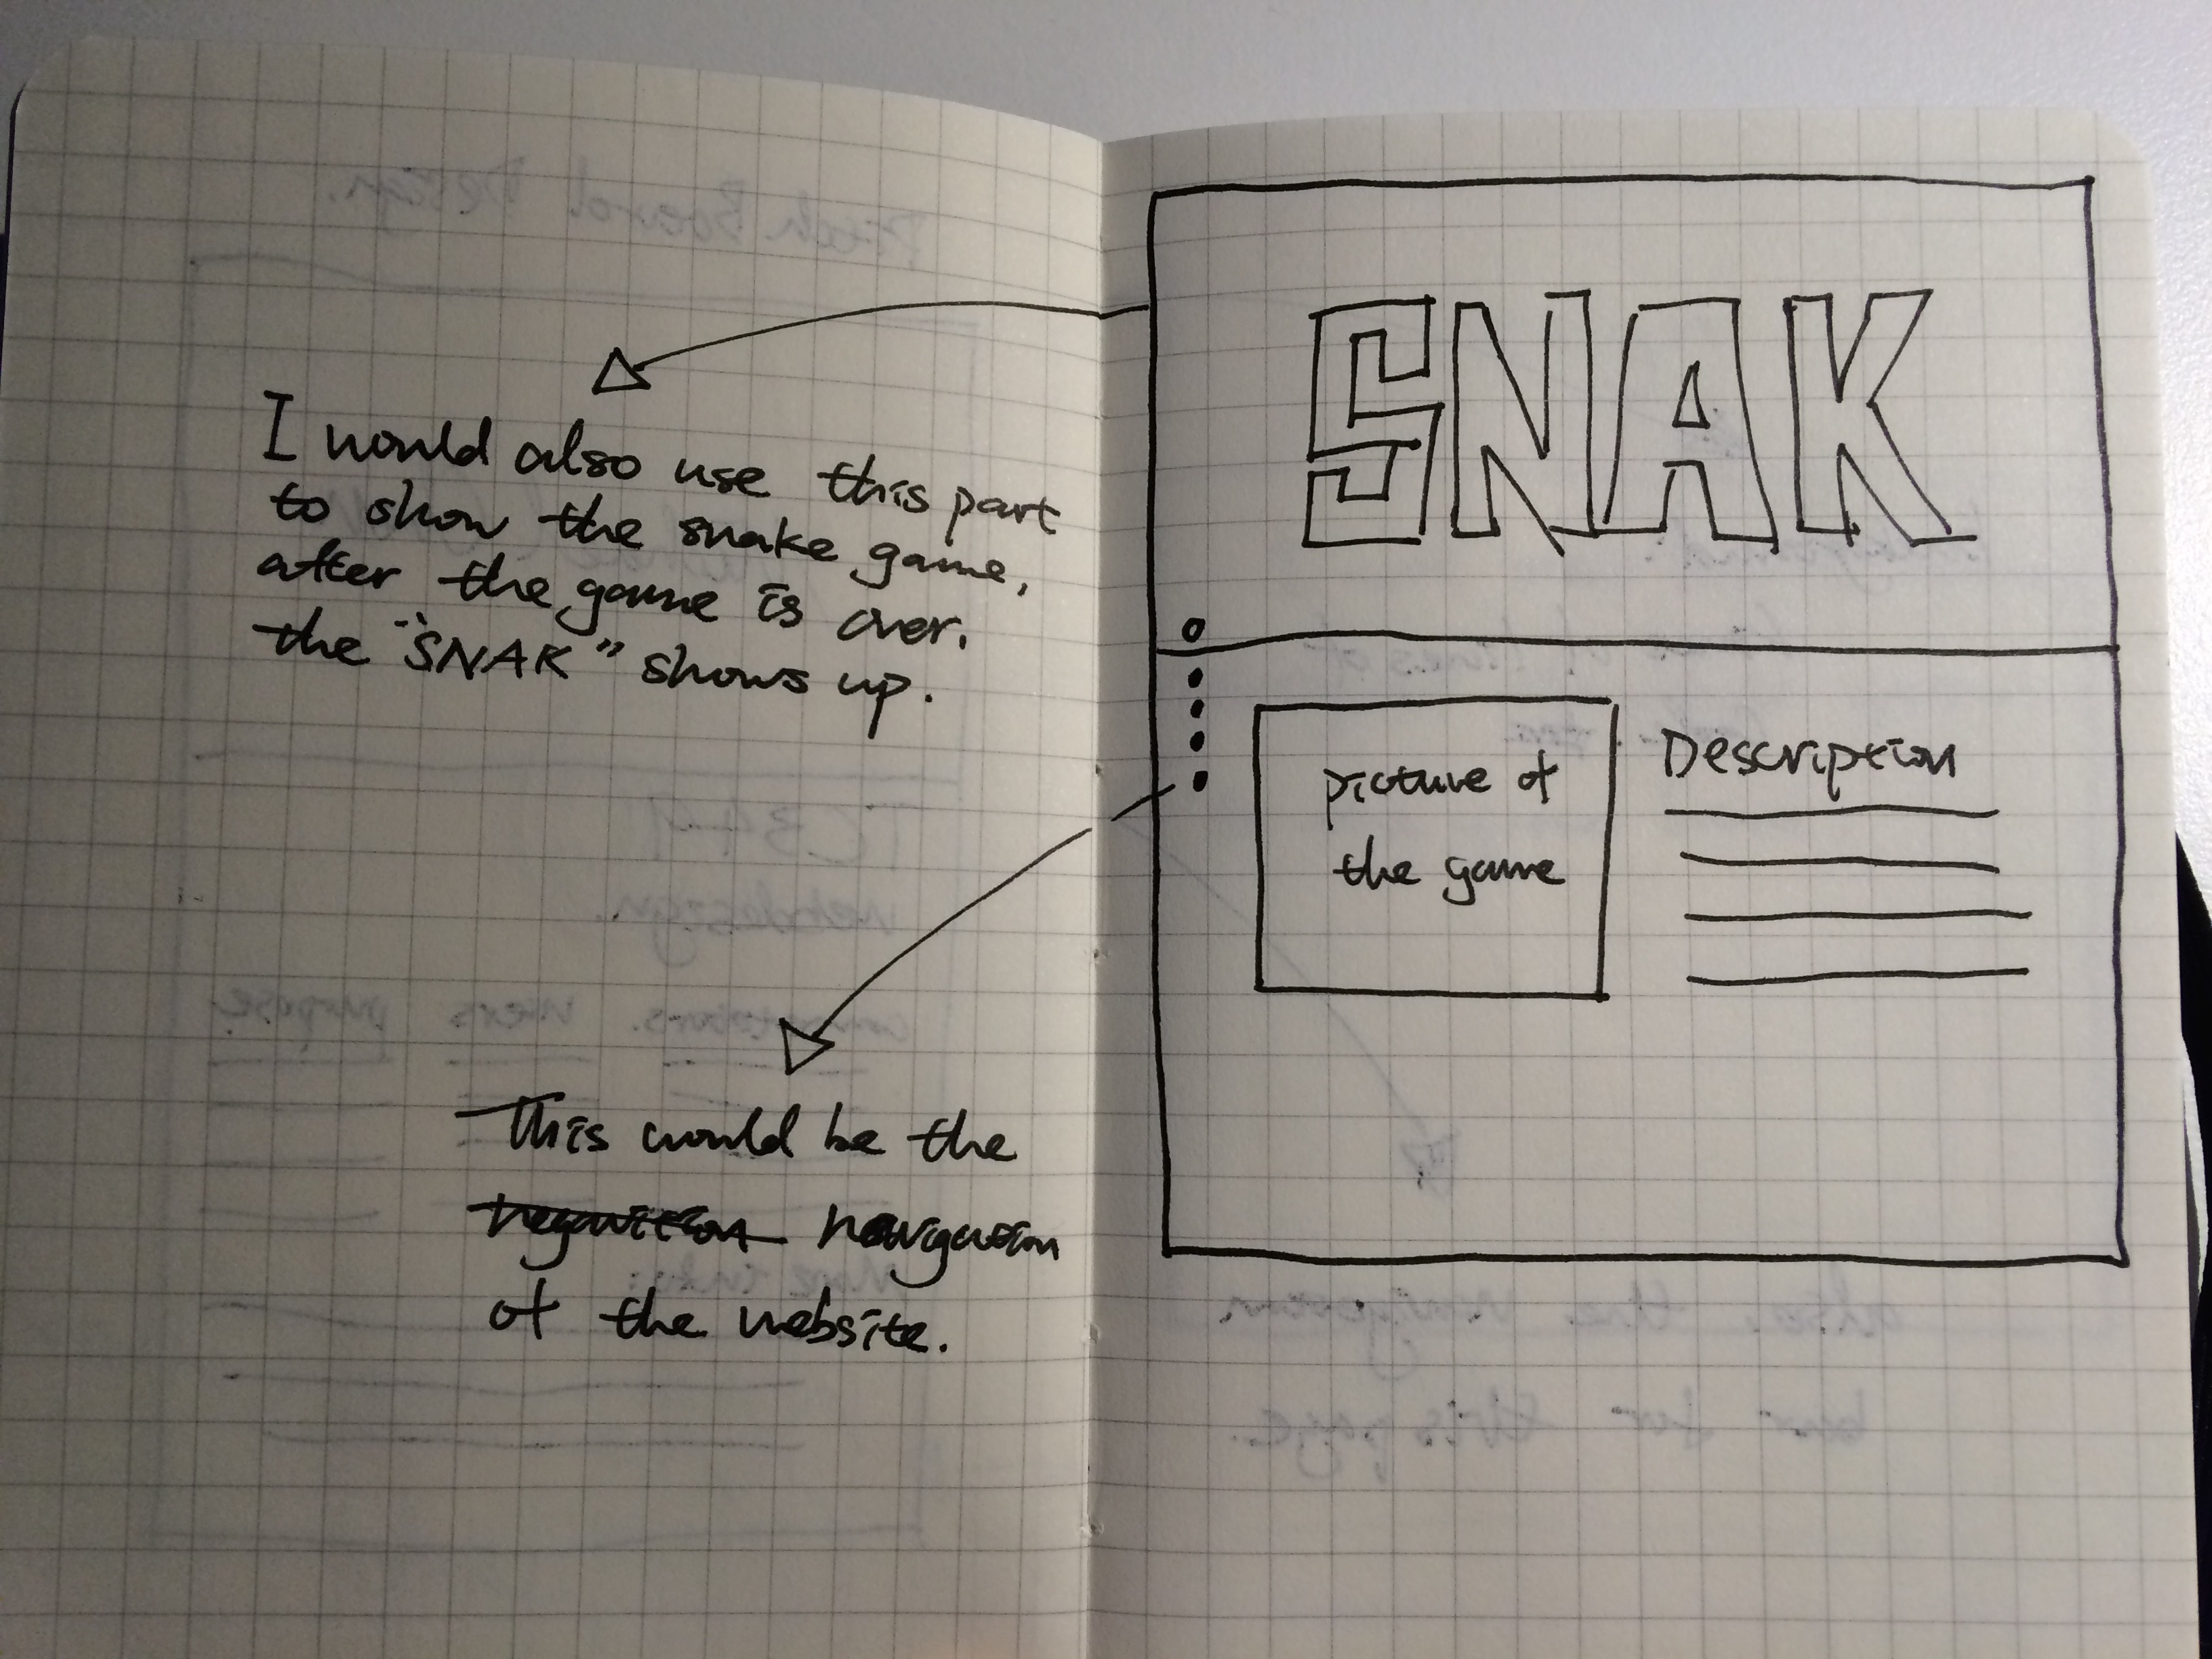 I would also use this part
to show the snake game,
after the game is over.
the "SNAK" shows up.
This would be the
navigation
of the website.
SNAK
picture of
the game
Description